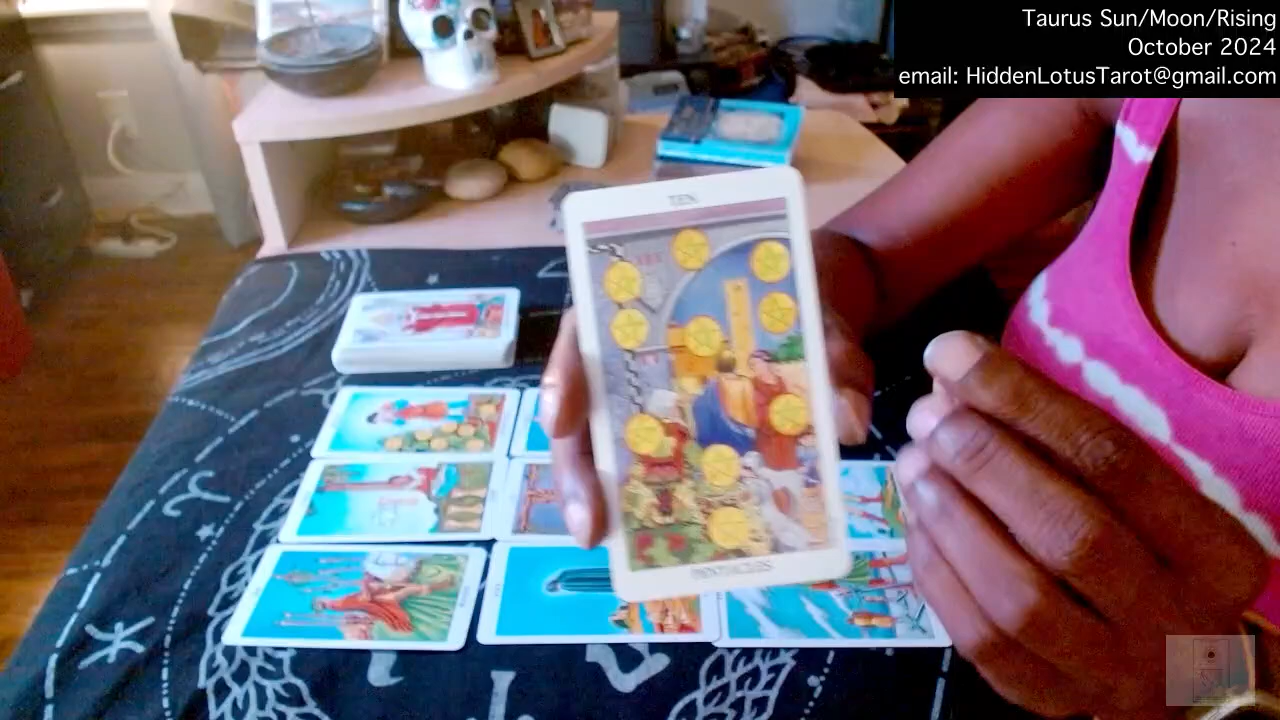 Taurus Sun/Moon/Rising
October 2024
email: HiddenLotusTarot@gmail.com
TEN
PENTACLES